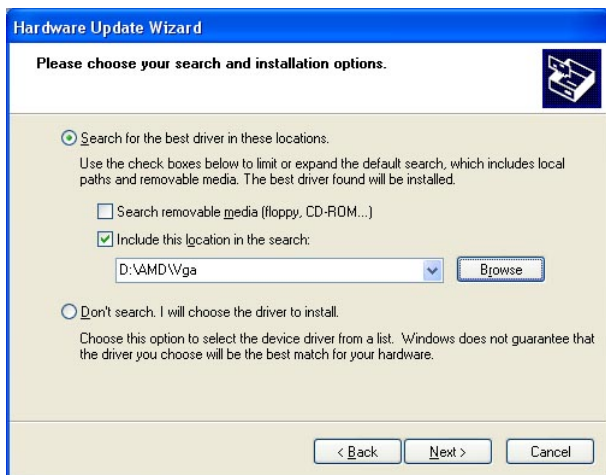 Hardware Update Wizard
Please choose your search and installation options.
Search for the best driver in these locations.
Use the check boxes below to limit or expand the default search, which includes local
paths and removable media. The best driver found will be installed.
Search removable media (floppy, CD-ROM...)
Include this location in the search:
D:\AMD\Vga
Browse
Don't search. I will choose the driver to install.
Choose this option to select the device driver from a list. Windows does not guarantee that
the driver you choose will be the best match for your hardware.
< Back
Next >
Cancel